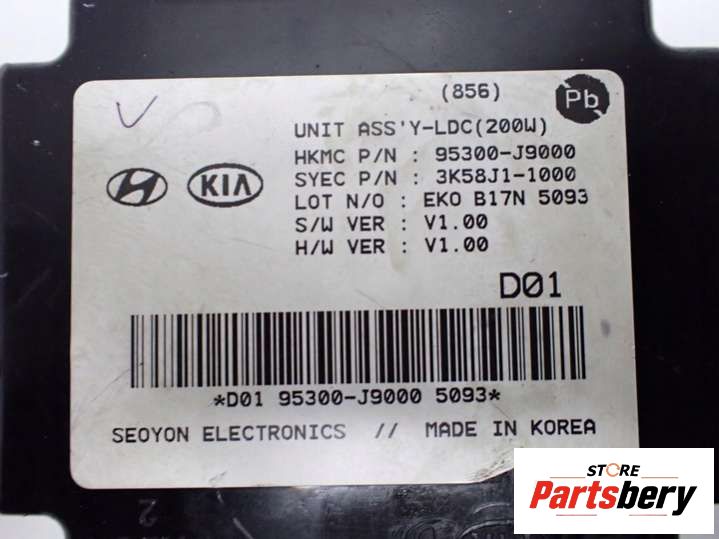 (856)
Pb
UNIT ASS'Y-LDC(200W)
HKMC P/N : 95300-J9000
SYEC P/N : 3K58J1-1000
LOT N/O : EKO B17N 5093
S/W VER : V1.00
H/W VER : V1.00
KIA
D01
*D01 95300-J9000 5093*
SEOYON ELECTRONICS // MADE IN KOREA
2
STORE
Partsbery